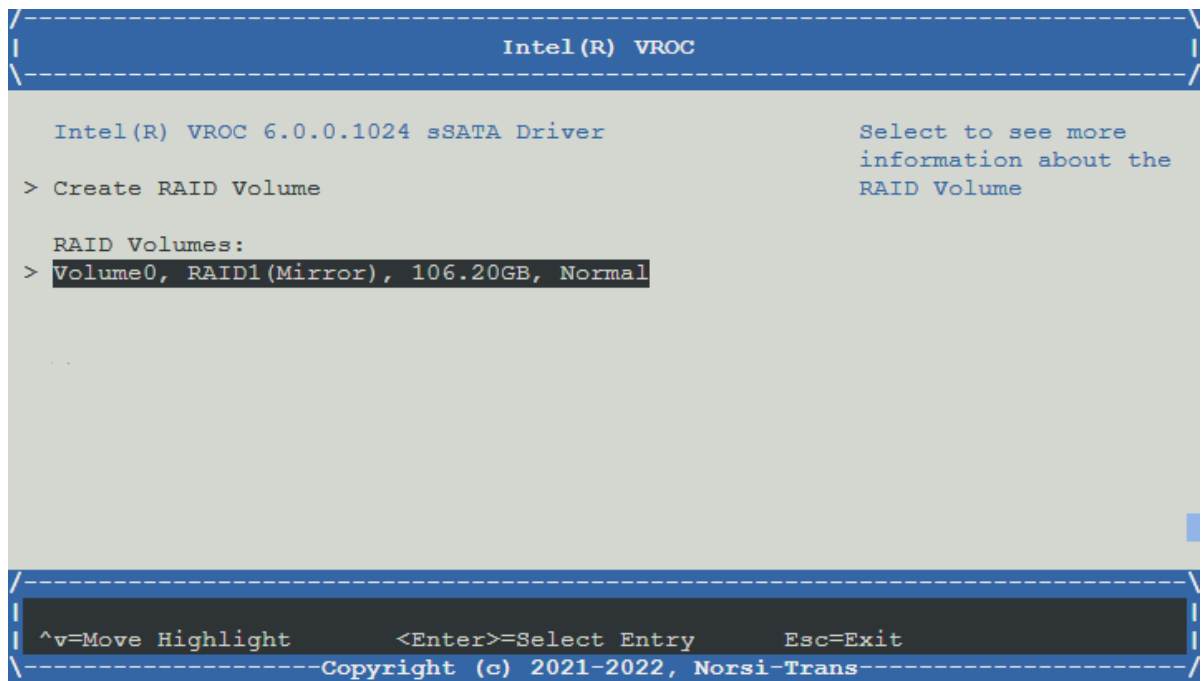 Intel(R) VROC
Intel(R) VROC 6.0.0.1024 sSATA Driver
> Create RAID Volume
RAID Volumes:
> Volume0, RAID1(Mirror), 106.20GB, Normal
Select to see more
information about the
RAID Volume
^v=Move Highlight <Enter>=Select Entry Esc=Exit
Copyright (c) 2021-2022, Norsi-Trans